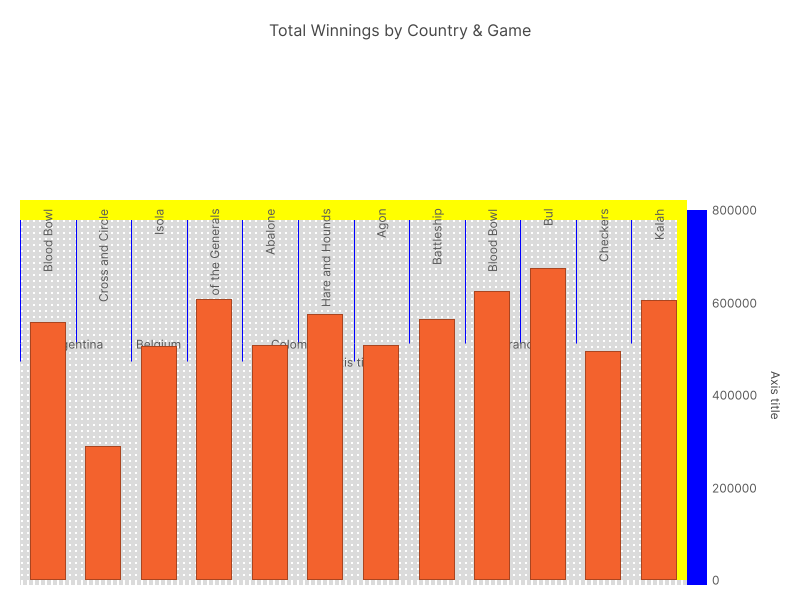 Total Winnings by Country & Game
Blood Bowl
Cross and Circle
Isola
of the Generals
Abalone
Hare and Hounds
Agon
Battleship
Blood Bowl
Bul
Checkers
Kalah
Belgium
800000
600000
400000
200000
0
Axis title